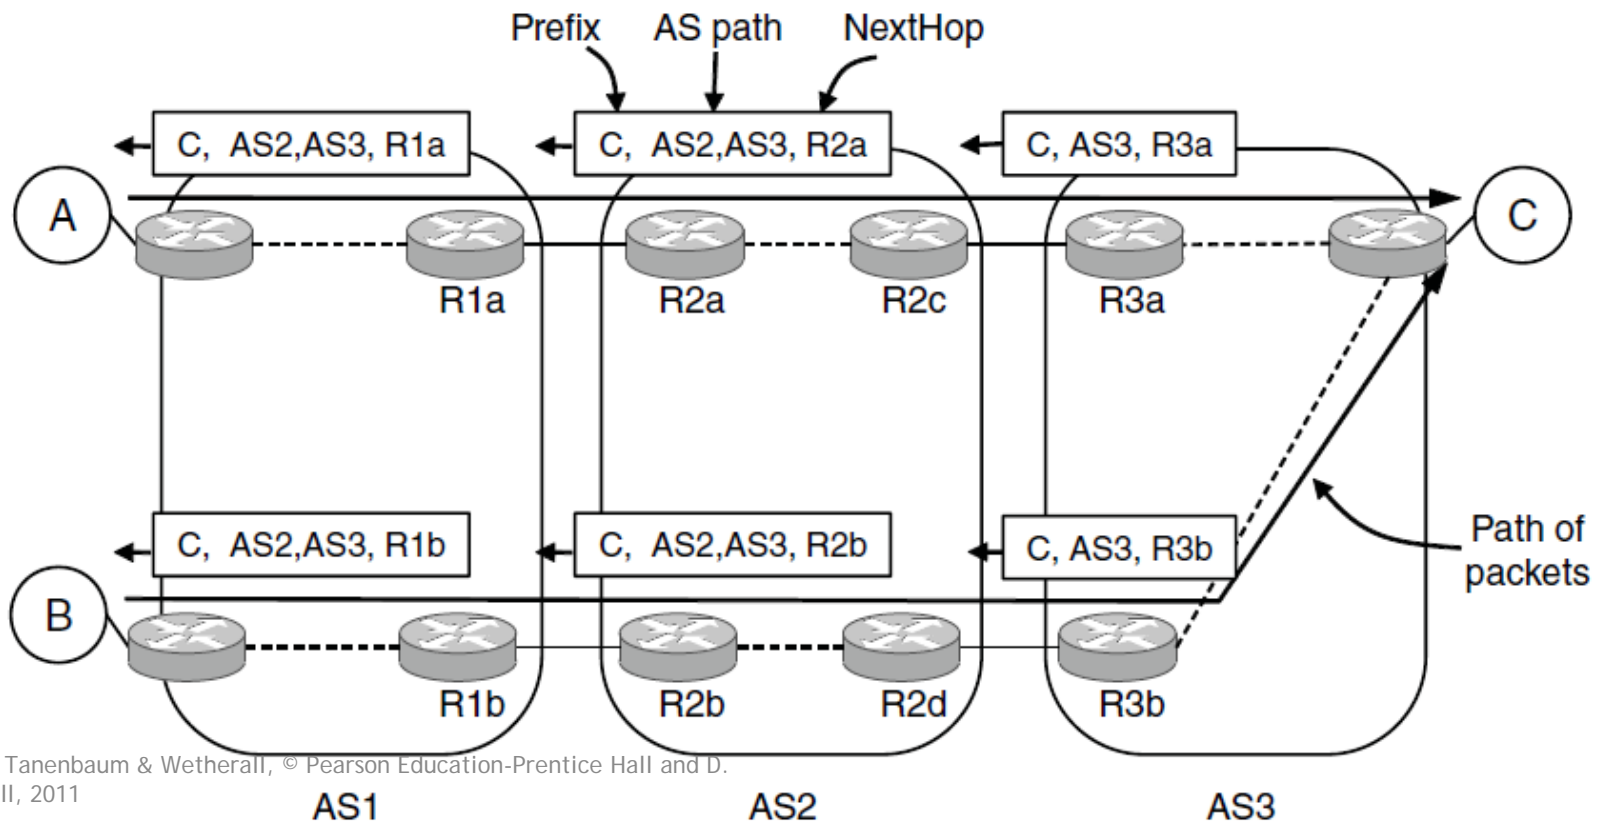 Prefix AS path NextHop
C, AS2,AS3, R1a
C, AS2,AS3, R2a
C, AS3, R3a
A
C
R1a
R2a
R2c
R3a
C, AS2,AS3, R1b
C, AS2,AS3, R2b
C, AS3, R3b
Path of
packets
B
R1b
R2b
R2d
R3b
Tanenbaum & Wetherall, © Pearson Education-Prentice Hall and D.
ll, 2011
AS1
AS2
AS3